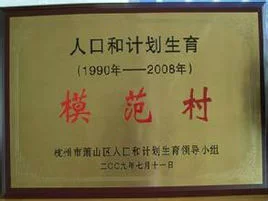 人口和计划生育
(1990年——2008年)
模范村
杭州市萧山区人口和计划生育领导小组
二〇〇九年七月十一日